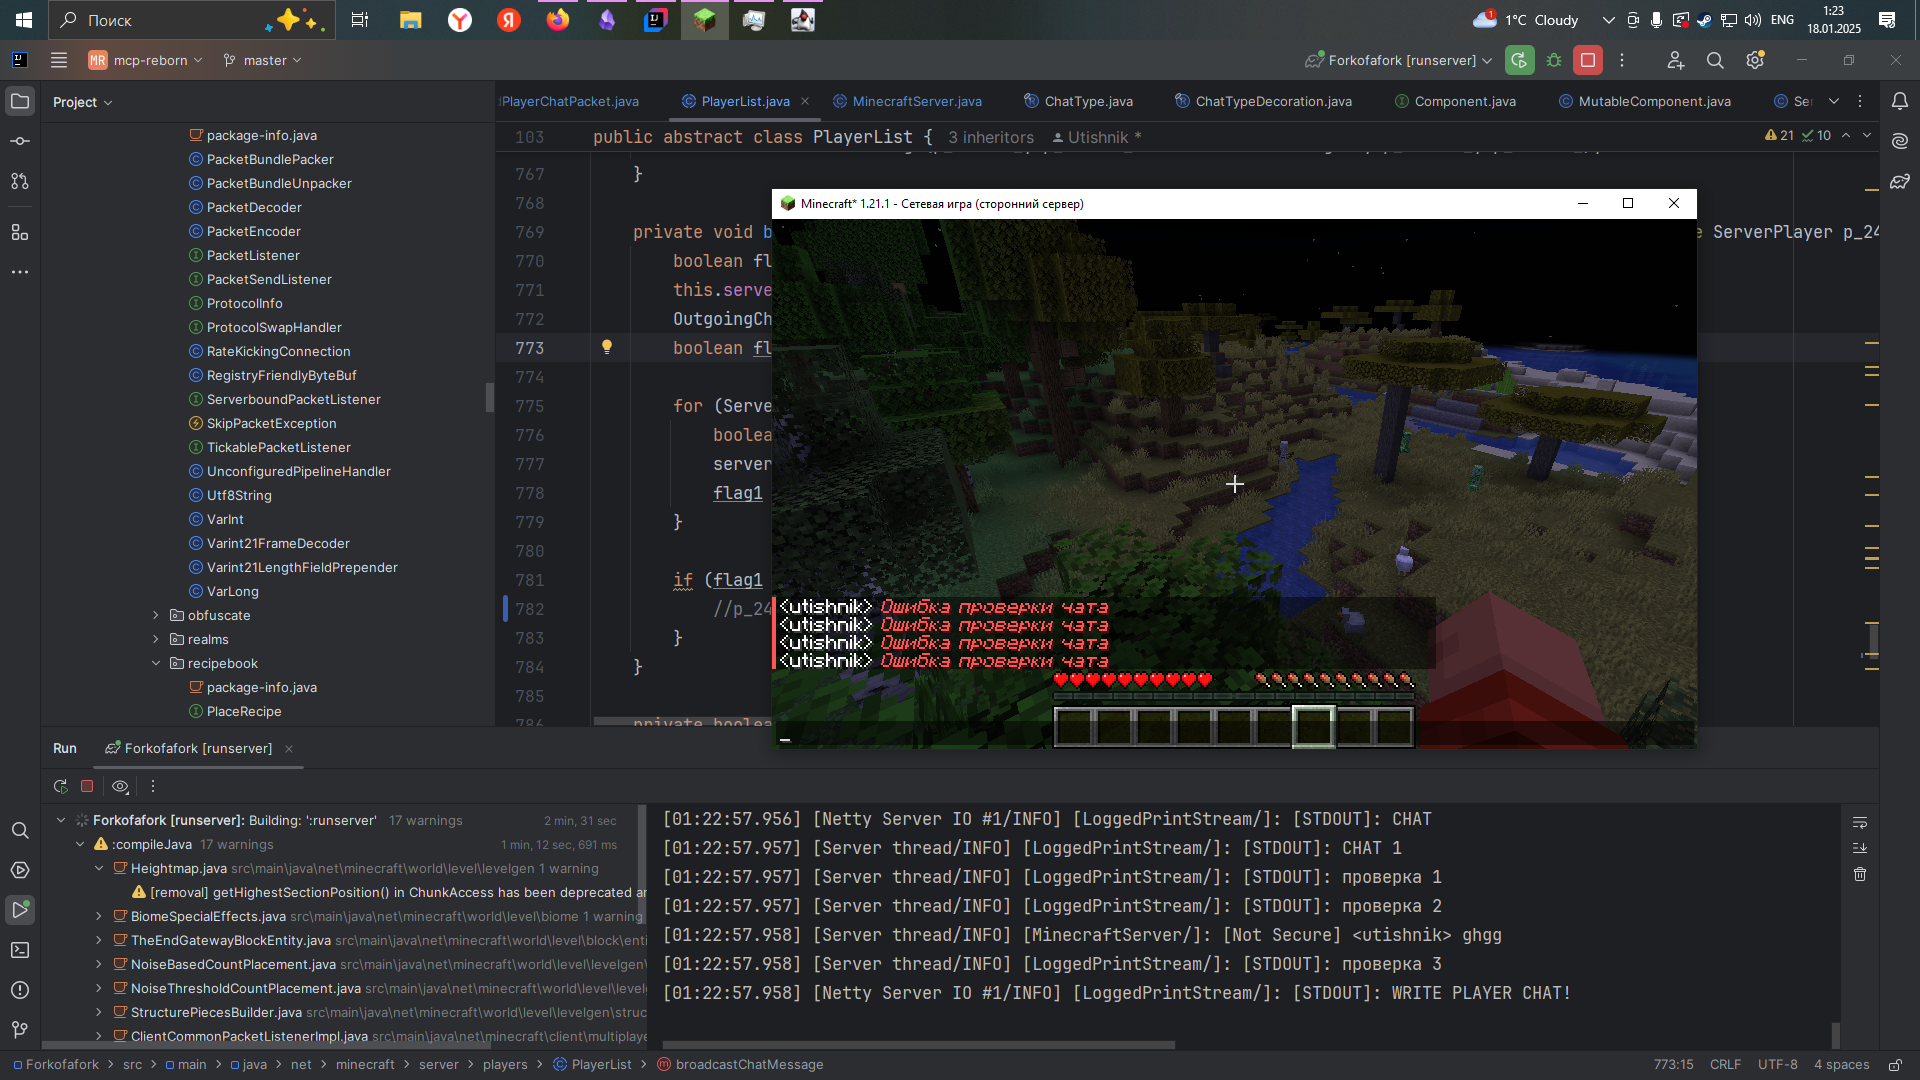 Поиск
1°C Cloudy
ENG
1:23
18.01.2025
MR mcp-reborn
master
Forkofafork [runserver]
Project
PlayerChatPacket.java
PlayerList.java
MinecraftServer.java
ChatType.java
ChatTypeDecoration.java
Component.java
MutableComponent.java
Ser
103 public abstract class PlayerList { 3 inheritors Utishnik *
21 10
package-info.java
PacketBundlePacker
PacketBundleUnpacker
PacketDecoder
PacketEncoder
PacketListener
PacketSendListener
ProtocolInfo
ProtocolSwapHandler
RateKickingConnection
RegistryFriendlyByteBuf
ServerboundPacketListener
SkipPacketException
TickablePacketListener
UnconfiguredPipelineHandler
Utf8String
VarInt
Varint21FrameDecoder
Varint21LengthFieldPrepender
VarLong
obfuscate
realms
recipebook
package-info.java
PlaceRecipe
767 }
768
769 private void b
ServerPlayer p_24
770 boolean fl
771 this.serve
772 OutgoingCh
773 boolean fl
774
775 for (Serve
776 boolea
777 server
778 flag1
779 }
780
781 if (flag1
782 //p_24
783 }
784 }
785
786 private boolea
Minecraft* 1.21.1 - Сетевая игра (сторонний сервер)
<utishnik> Ошибка проверки чата
<utishnik> Ошибка проверки чата
<utishnik> Ошибка проверки чата
<utishnik> Ошибка проверки чата
Run
Forkofafork [runserver]
Forkofafork [runserver]: Building: ':runserver' 17 warnings 2 min, 31 sec
:compileJava 17 warnings 1 min, 12 sec, 691 ms
Heightmap.java src\main\java\net\minecraft\world\level\levelgen 1 warning
[removal] getHighestSectionPosition() in ChunkAccess has been deprecated ar
BiomeSpecialEffects.java src\main\java\net\minecraft\world\level\biome 1 warning
TheEndGatewayBlockEntity.java src\main\java\net\minecraft\world\level\block\enti
NoiseBasedCountPlacement.java src\main\java\net\minecraft\world\level\levelgen\
NoiseThresholdCountPlacement.java src\main\java\net\minecraft\world\level\level
StructurePiecesBuilder.java src\main\java\net\minecraft\world\level\levelgen\struc
ClientCommonPacketListenerImpl.java src\main\java\net\minecraft\client\multiplaye
[01:22:57.956] [Netty Server IO #1/INFO] [LoggedPrintStream/]: [STDOUT]: CHAT
[01:22:57.957] [Server thread/INFO] [LoggedPrintStream/]: [STDOUT]: CHAT 1
[01:22:57.957] [Server thread/INFO] [LoggedPrintStream/]: [STDOUT]: проверка 1
[01:22:57.957] [Server thread/INFO] [LoggedPrintStream/]: [STDOUT]: проверка 2
[01:22:57.958] [Server thread/INFO] [MinecraftServer/]: [Not Secure] <utishnik> ghgg
[01:22:57.958] [Server thread/INFO] [LoggedPrintStream/]: [STDOUT]: проверка 3
[01:22:57.958] [Netty Server IO #1/INFO] [LoggedPrintStream/]: [STDOUT]: WRITE PLAYER CHAT!
Forkofafork > src > main > java > net > minecraft > server > players > PlayerList > broadcastChatMessage
773:15 CRLF UTF-8 4 spaces